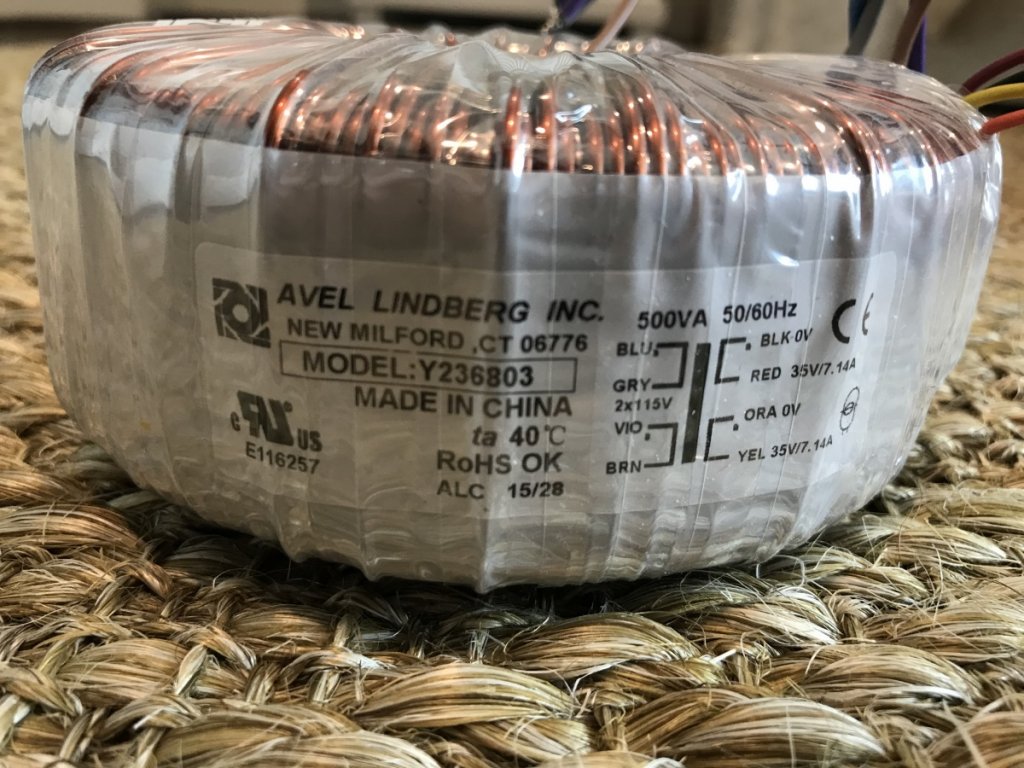 AVEL LINDBERG INC.
NEW MILFORD ,CT 06776
MODEL:Y236803
MADE IN CHINA
ta 40℃
RoHS OK
ALC 15/28
c UR US
E116257
500VA 50/60Hz
CE
BLU
GRY
2x115V
VIO
BRN
BLK 0V
RED 35V/7.14A
ORA 0V
YEL 35V/7.14A